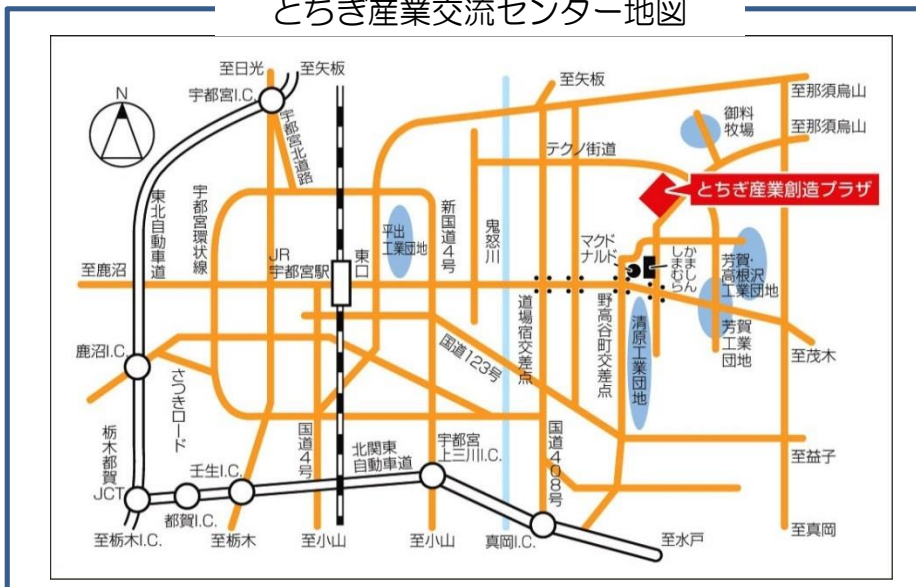 とちぎ産業交流センター地図
N
至日光
至矢板
宇都宮I.C.
宇都宮北道路
東北自動車道
宇都宮環状線
JR
宇都宮駅
東口
平出
工業団地
新国道4号
鬼怒川
至矢板
至那須烏山
御料
牧場
至那須烏山
テクノ街道
とちぎ産業創造プラザ
マクド
ナルド
かましん
しまむら
芳賀・
高根沢
工業団地
芳賀
工業
団地
至鹿沼
道場宿交差点
野高谷町交差点
清原工業団地
至茂木
鹿沼I.C.
さつきロード
国道123号
栃木都賀
JCT
壬生I.C.
都賀I.C.
国道4号
北関東
自動車道
宇都宮
上三川I.C.
国道408号
至益子
至栃木I.C.
至栃木
至小山
至小山
真岡I.C.
至水戸
至真岡